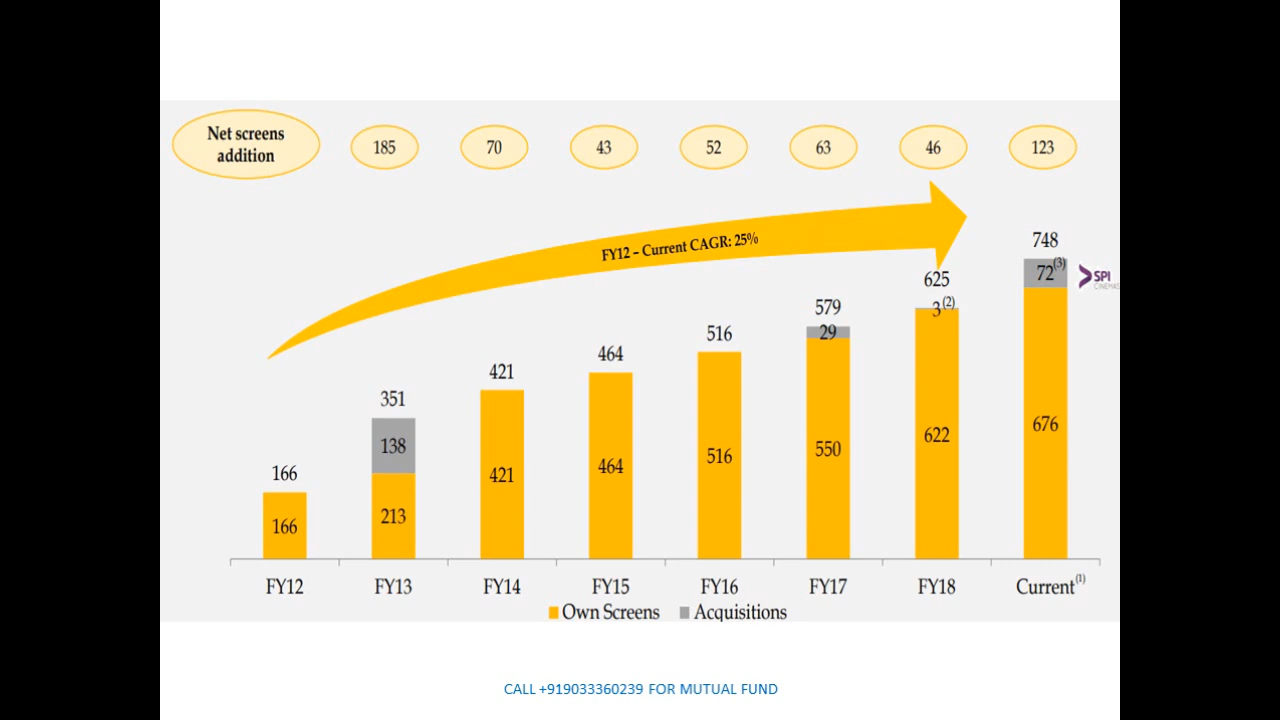 Net screens
addition
185
70
43
52
63
46
123
FY12 – Current CAGR: 25%
166
166
351
138
213
421
421
464
464
516
516
579
29
550
625
3(2)
622
748
72(3)
676
SPI
CINEMAS
FY12
FY13
FY14
FY15
FY16
FY17
FY18
Current(1)
Own Screens
Acquisitions
CALL +919033360239 FOR MUTUAL FUND